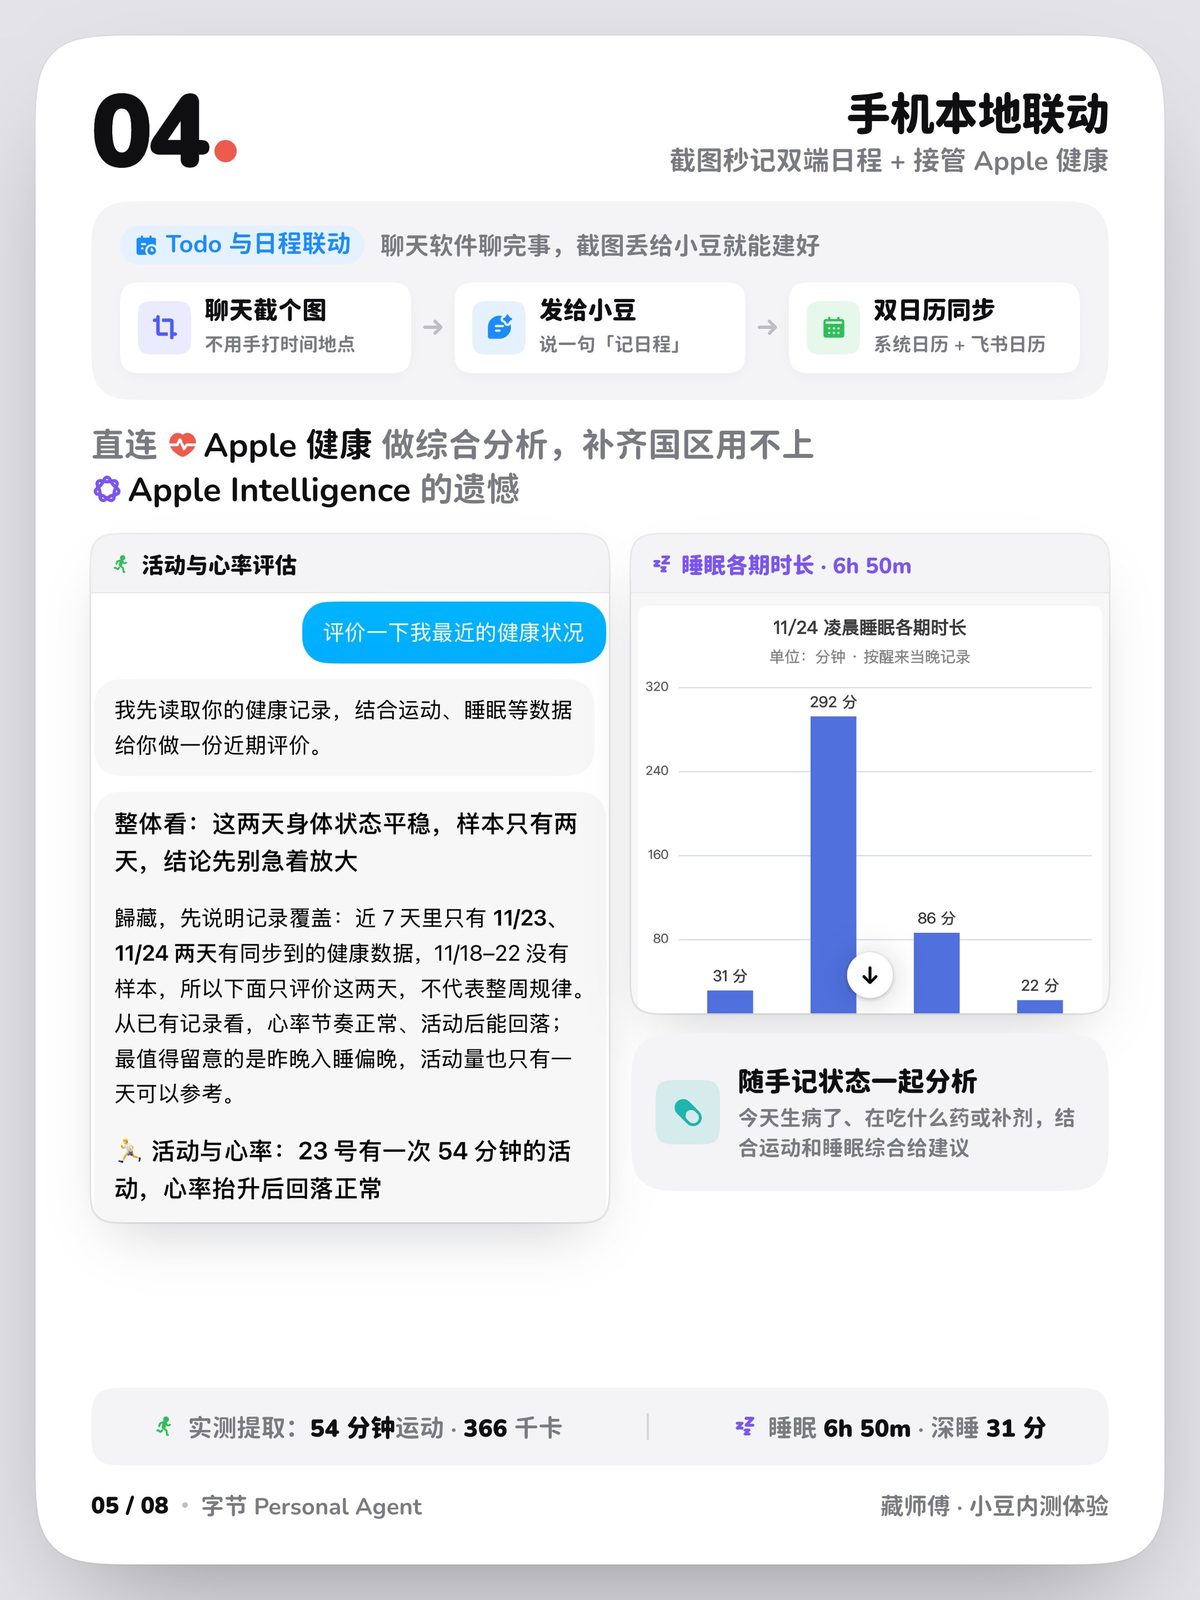 04.
手机本地联动
截图秒记双端日程 + 接管 Apple 健康
Todo 与日程联动
聊天软件聊完事，截图丢给小豆就能建好
聊天截个图
不用手打时间地点
发给小豆
说一句「记日程」
双日历同步
系统日历 + 飞书日历
直连 Apple 健康 做综合分析，补齐国区用不上
Apple Intelligence 的遗憾
活动与心率评估
评价一下我最近的健康状况
我先读取你的健康记录，结合运动、睡眠等数据
给你做一份近期评价。
整体看：这两天身体状态平稳，样本只有两
天，结论先别急着放大
歸藏，先说明记录覆盖：近 7 天里只有 11/23、
11/24 两天有同步到的健康数据，11/18–22 没有
样本，所以下面只评价这两天，不代表整周规律。
从已有记录看，心率节奏正常、活动后能回落；
最值得留意的是昨晚入睡偏晚，活动量也只有一
天可以参考。
活动与心率：23 号有一次 54 分钟的活
动，心率抬升后回落正常
睡眠各期时长 · 6h 50m
11/24 凌晨睡眠各期时长
单位：分钟 · 按醒来当晚记录
320
292 分
240
160
86 分
80
31 分
22 分
随手记状态一起分析
今天生病了、在吃什么药或补剂，结
合运动和睡眠综合给建议
实测提取：54 分钟运动 · 366 千卡
睡眠 6h 50m · 深睡 31 分
05 / 08 · 字节 Personal Agent
藏师傅 · 小豆内测体验